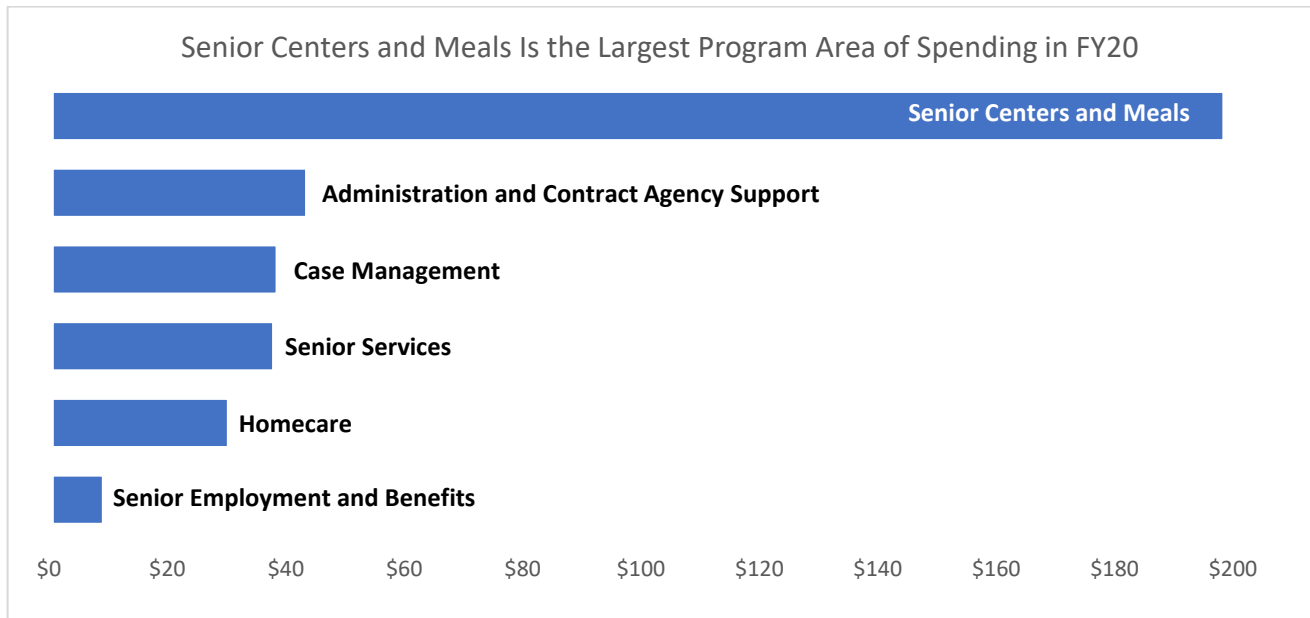 Senior Centers and Meals Is the Largest Program Area of Spending in FY20
Senior Centers and Meals
Administration and Contract Agency Support
Case Management
Senior Services
Homecare
Senior Employment and Benefits
$0 $20 $40 $60 $80 $100 $120 $140 $160 $180 $200